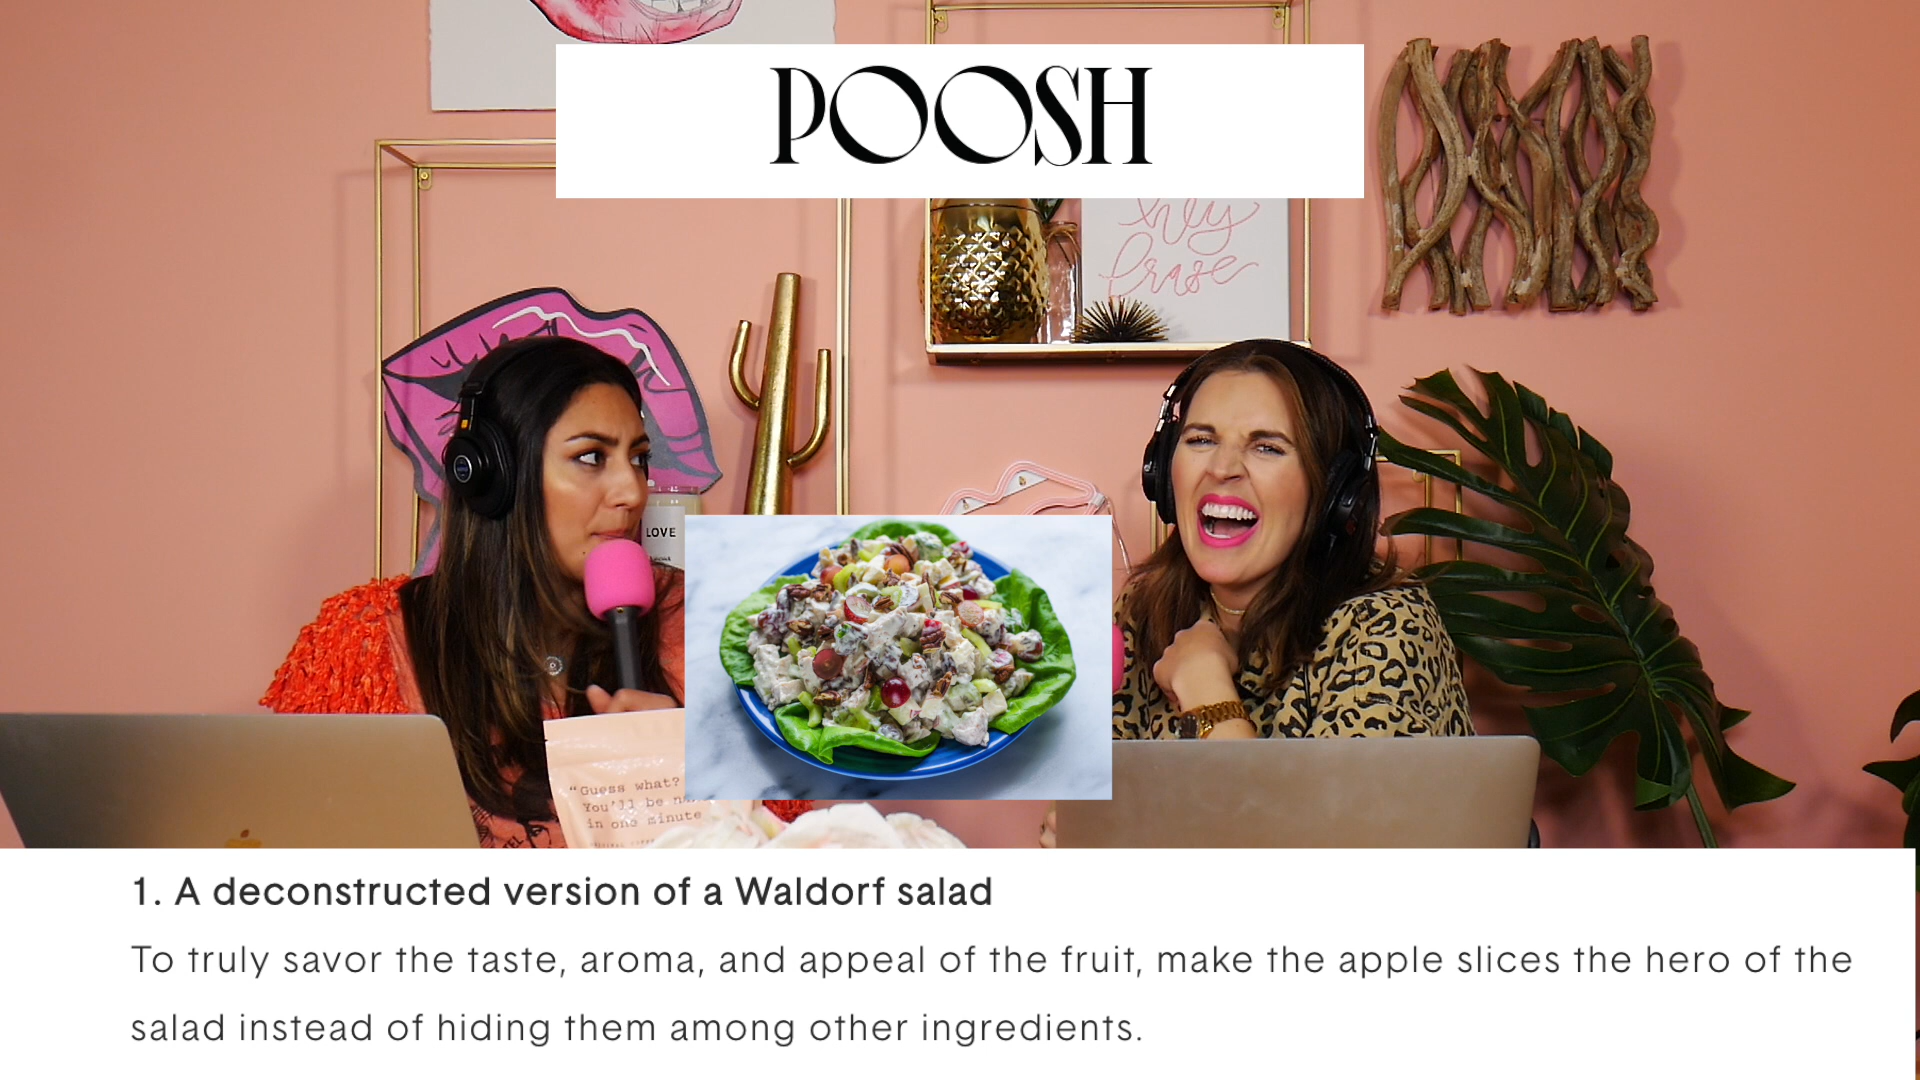 POOSH
hey
erase
LOVE
"Guess what?
You'll be
in one minute
1. A deconstructed version of a Waldorf salad
To truly savor the taste, aroma, and appeal of the fruit, make the apple slices the hero of the
salad instead of hiding them among other ingredients.